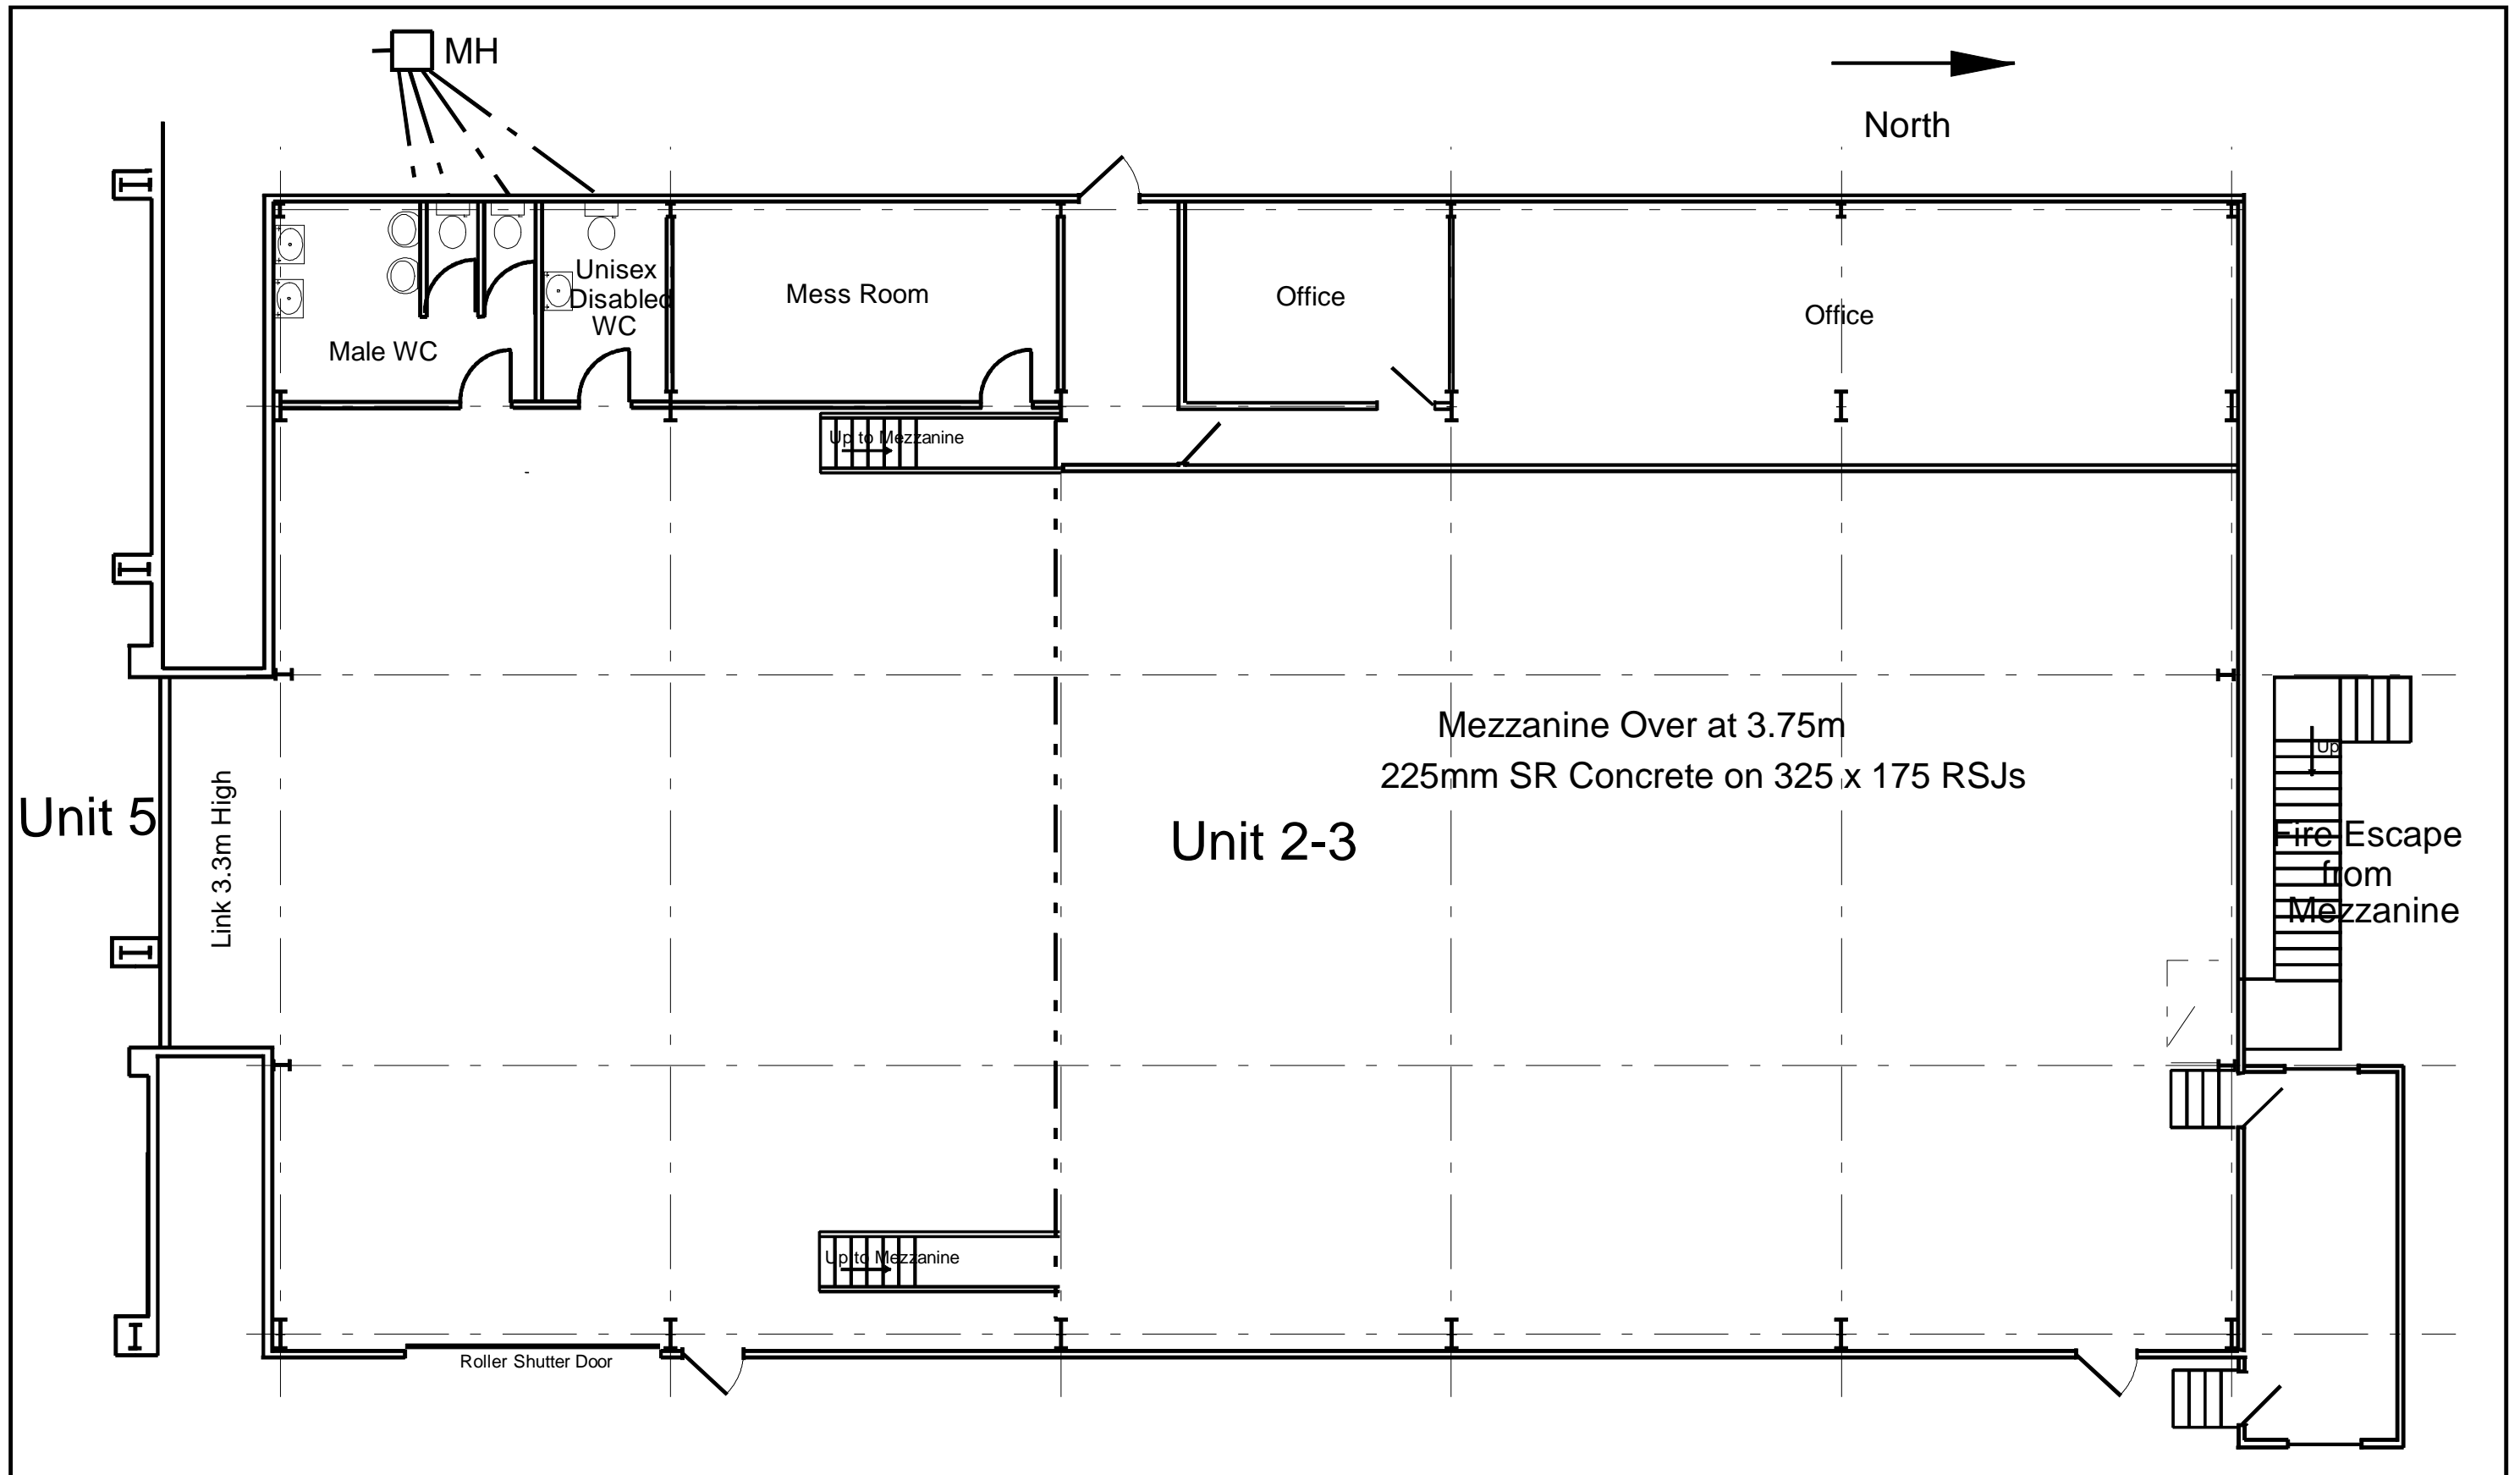 MH
North
Unisex
Disabled
WC
Mess Room
Office
Office
Male WC
Up to Mezzanine
Mezzanine Over at 3.75m
225mm SR Concrete on 325 x 175 RSJs
Up
Unit 5
Link 3.3m High
Unit 2-3
Fire Escape
from
Mezzanine
Up to Mezzanine
Roller Shutter Door